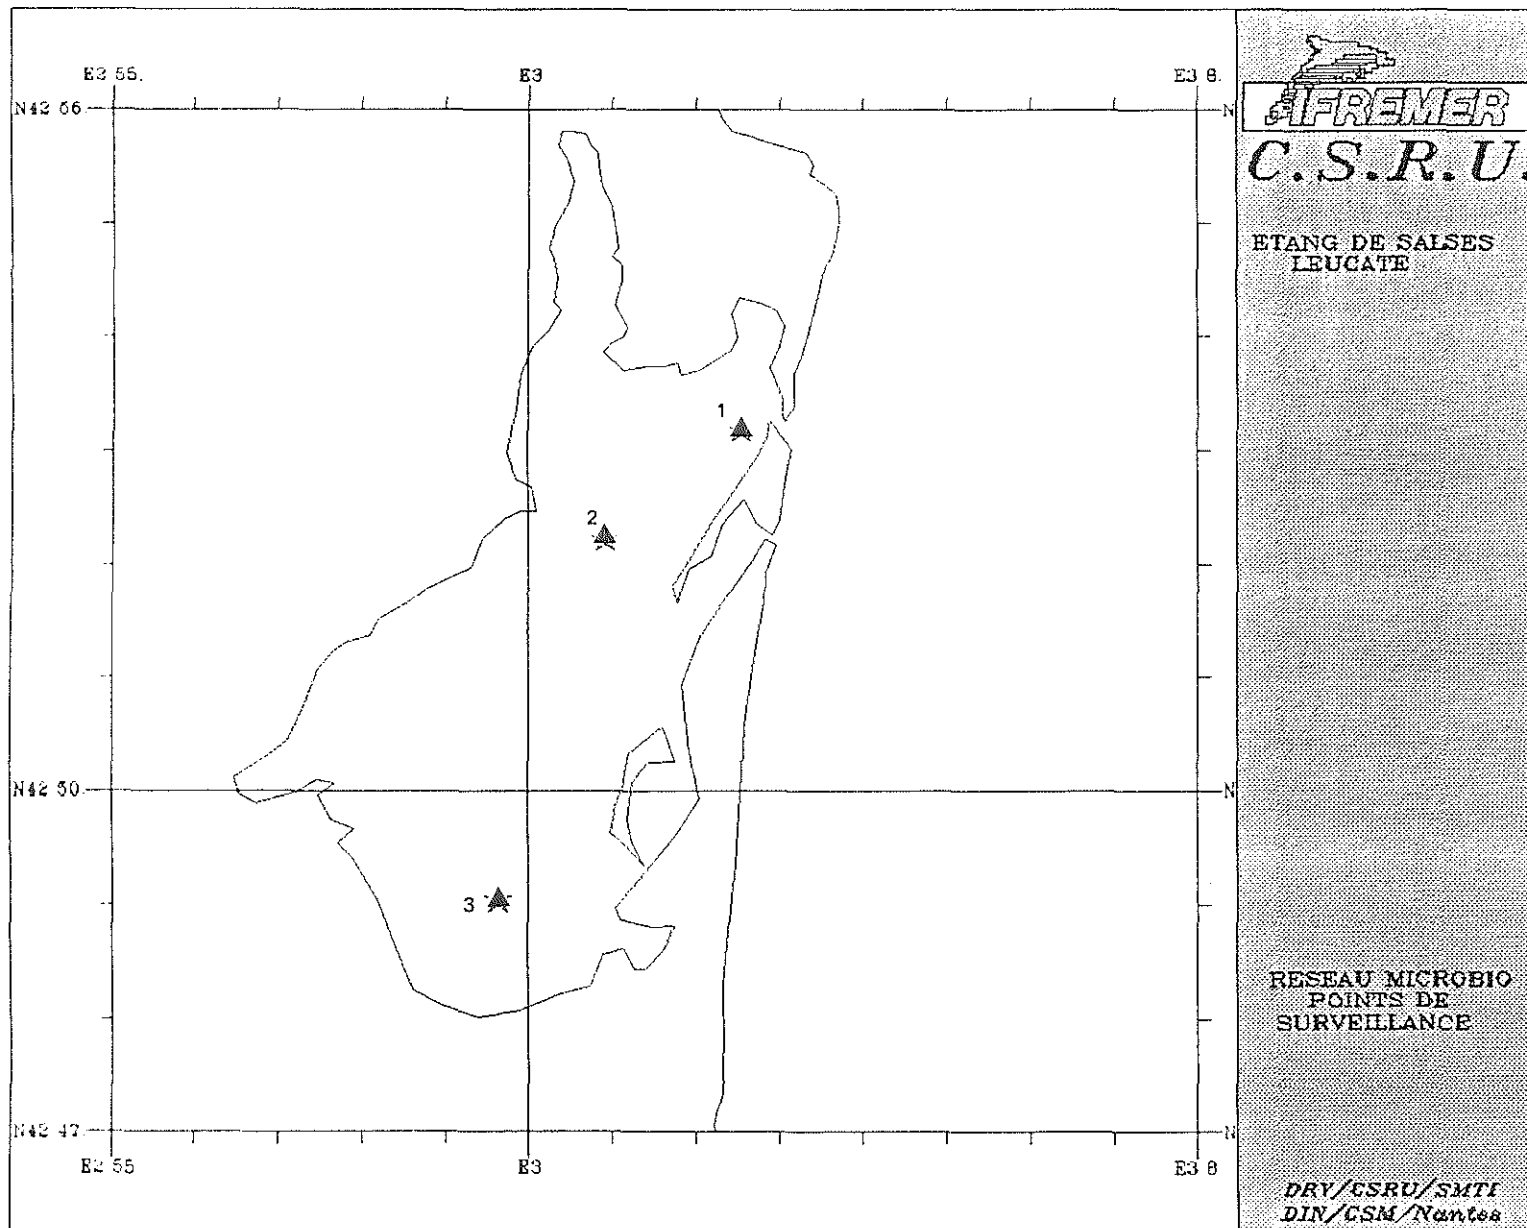 E2 55. E3 E3 8.
N42 56. N
1
2
N42 50. N
3
N42 47. N
E2 55 E3 E3 8
IFREMER
C.S.R.U.
ETANG DE SALSES
LEUCATE
RESEAU MICROBIO
POINTS DE
SURVEILLANCE
DRV/CSRU/SMTI
DIN/CSM/Nantes